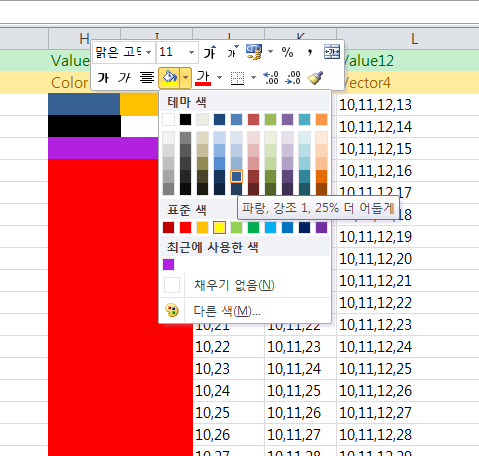 H I J K L
맑은 고딕 11 가 가 % ,
Value Value12
가 가 가 .0 .00 .00 .0
Color Vector4
테마 색
10,11,12,13
10,11,12,14
10,11,12,15
10,11,12,16
10,11,12,17
파랑, 강조 1, 25% 더 어둡게
18
표준 색
10,11,12,19
최근에 사용한 색
10,11,12,20
10,11,12,21
채우기 없음(N)
10,11,12,22
다른 색(M)...
10,21 10,11,22 10,11,12,23
10,22 10,11,23 10,11,12,24
10,23 10,11,24 10,11,12,25
10,24 10,11,25 10,11,12,26
10,25 10,11,26 10,11,12,27
10,26 10,11,27 10,11,12,28
10,27 10,11,28 10,11,12,29